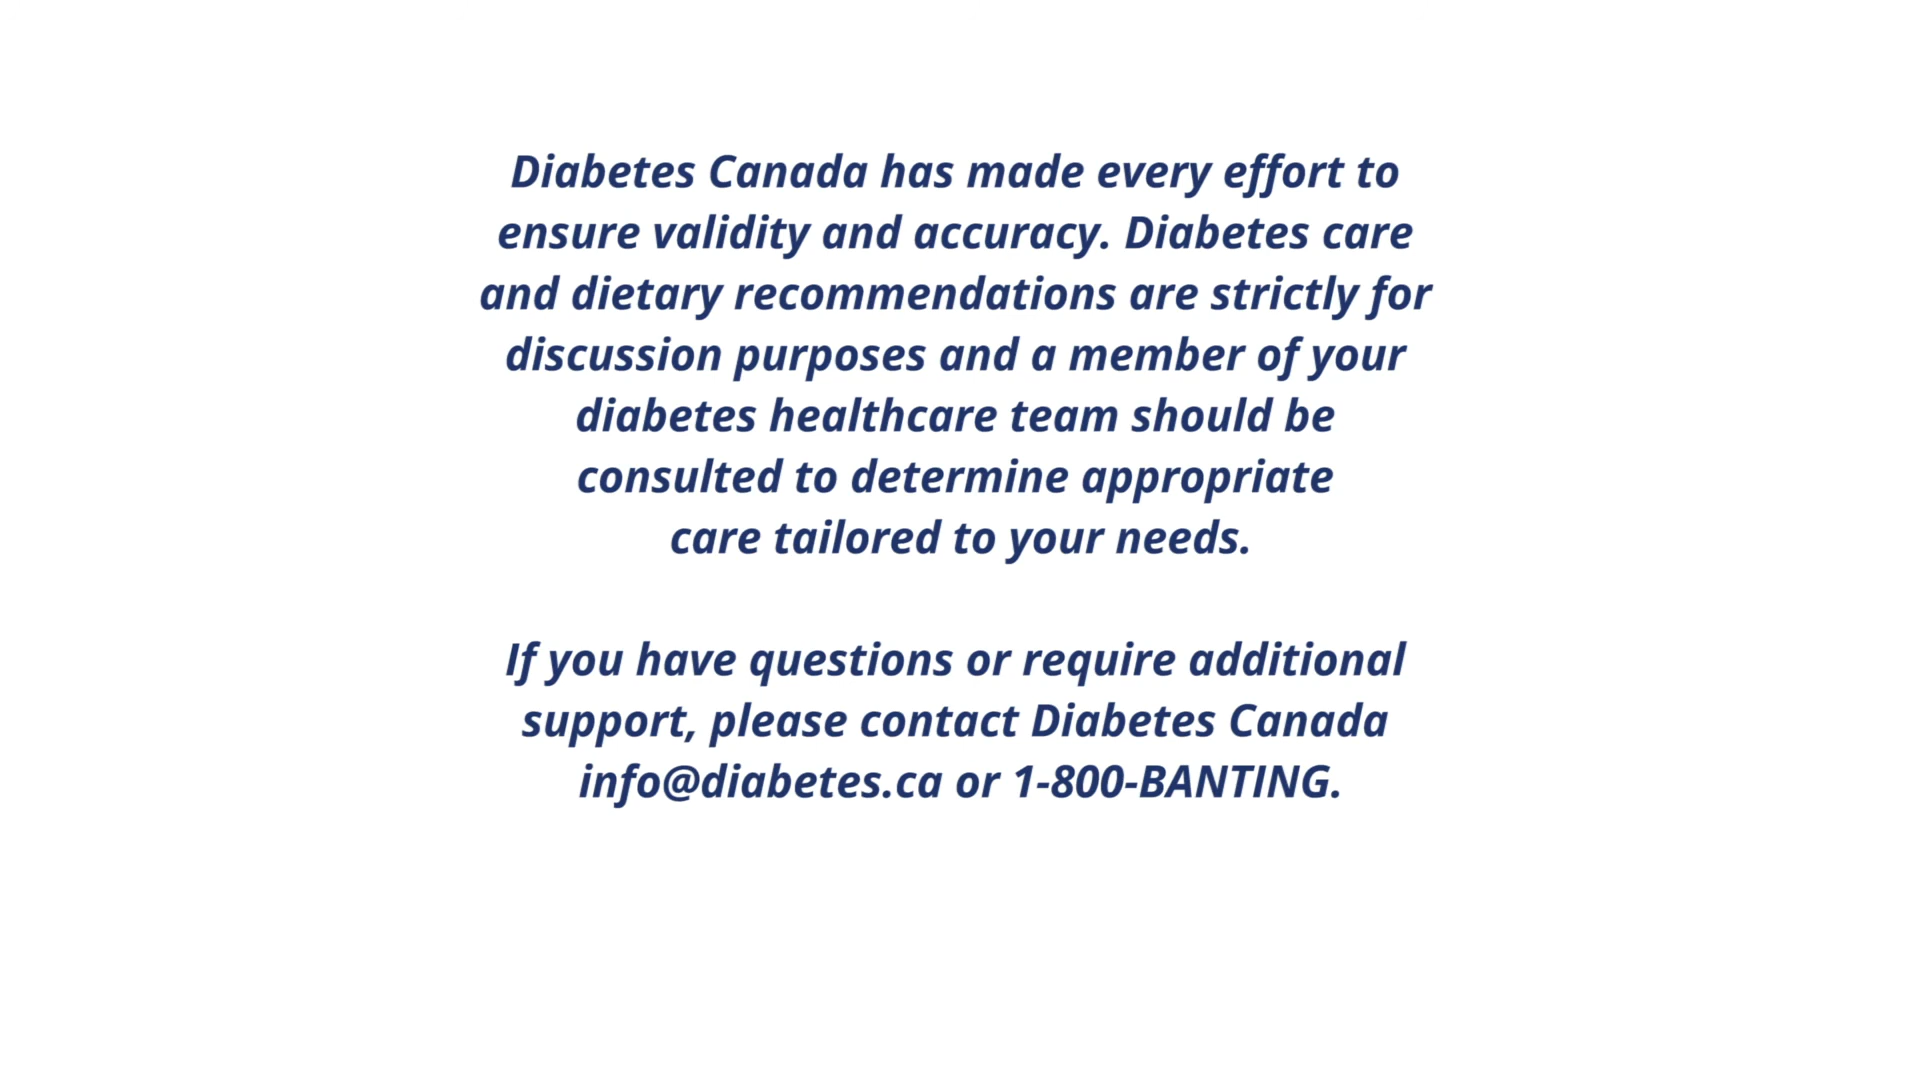 Diabetes Canada has made every effort to
ensure validity and accuracy. Diabetes care
and dietary recommendations are strictly for
discussion purposes and a member of your
diabetes healthcare team should be
consulted to determine appropriate
care tailored to your needs.
If you have questions or require additional
support, please contact Diabetes Canada
info@diabetes.ca or 1-800-BANTING.